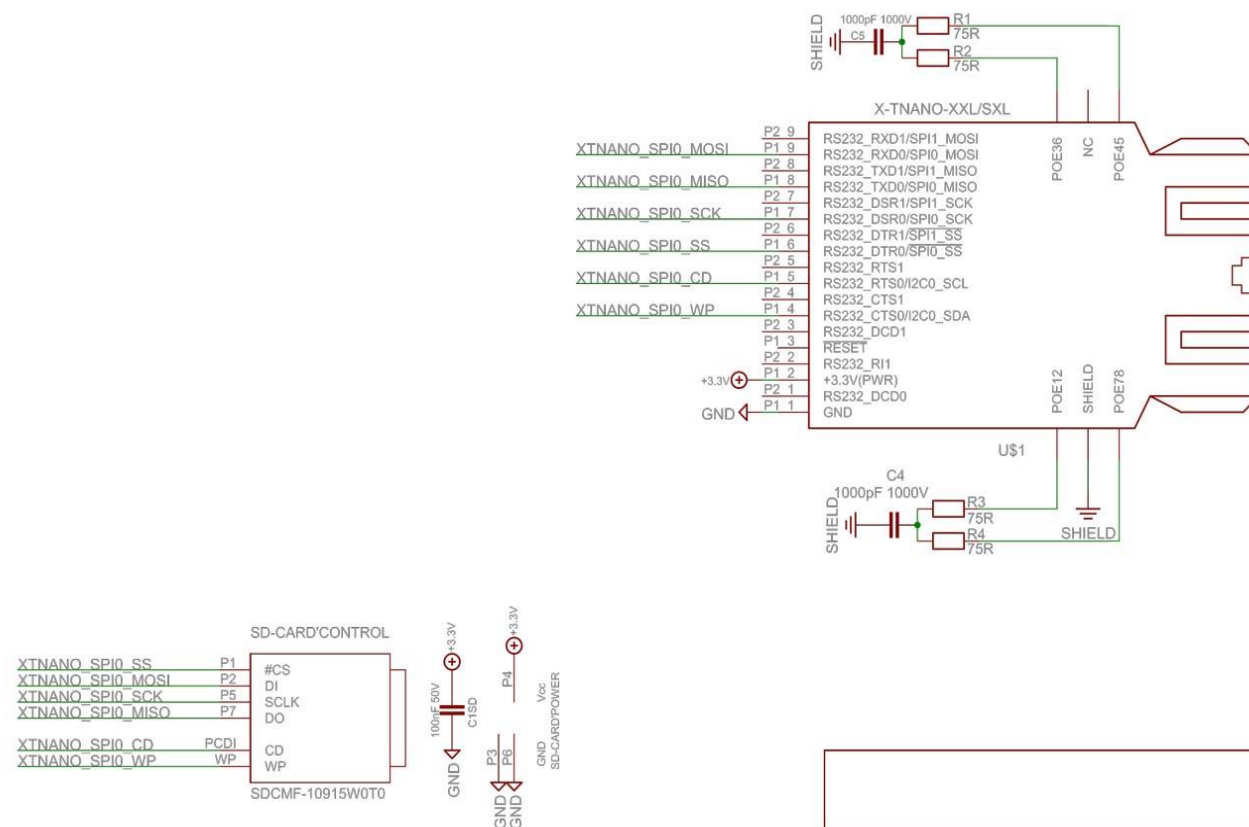 1000pF 1000V
C5
R1
75R
R2
75R
SHIELD
X-TNANO-XXL/SXL
POE36
NC
POE45
P2 9 RS232_RXD1/SPI1_MOSI
XTNANO_SPI0_MOSI P1 9 RS232_RXD0/SPI0_MOSI
P2 8 RS232_TXD1/SPI1_MISO
XTNANO_SPI0_MISO P1 8 RS232_TXD0/SPI0_MISO
P2 7 RS232_DSR1/SPI1_SCK
XTNANO_SPI0_SCK P1 7 RS232_DSR0/SPI0_SCK
P2 6 RS232_DTR1/SPI1_SS
XTNANO_SPI0_SS P1 6 RS232_DTR0/SPI0_SS
P2 5 RS232_RTS1
XTNANO_SPI0_CD P1 5 RS232_RTS0/I2C0_SCL
P2 4 RS232_CTS1
XTNANO_SPI0_WP P1 4 RS232_CTS0/I2C0_SDA
P2 3 RS232_DCD1
P1 3 RESET
P2 2 RS232_RI1
+3.3V P1 2 +3.3V(PWR)
P2 1 RS232_DCD0
GND P1 1 GND
POE12
SHIELD
POE78
U$1
C4
1000pF 1000V
R3
75R
R4
75R
SHIELD
SHIELD
SD-CARD'CONTROL
XTNANO_SPI0_SS P1 #CS
XTNANO_SPI0_MOSI P2 DI
XTNANO_SPI0_SCK P5 SCLK
XTNANO_SPI0_MISO P7 DO
XTNANO_SPI0_CD PCDI CD
XTNANO_SPI0_WP WP WP
SDCMF-10915W0T0
+3.3V
100nF 50V
C1SD
GND
+3.3V
P4
Vcc
SD-CARD'POWER
GND
P3
P6
GND
GND